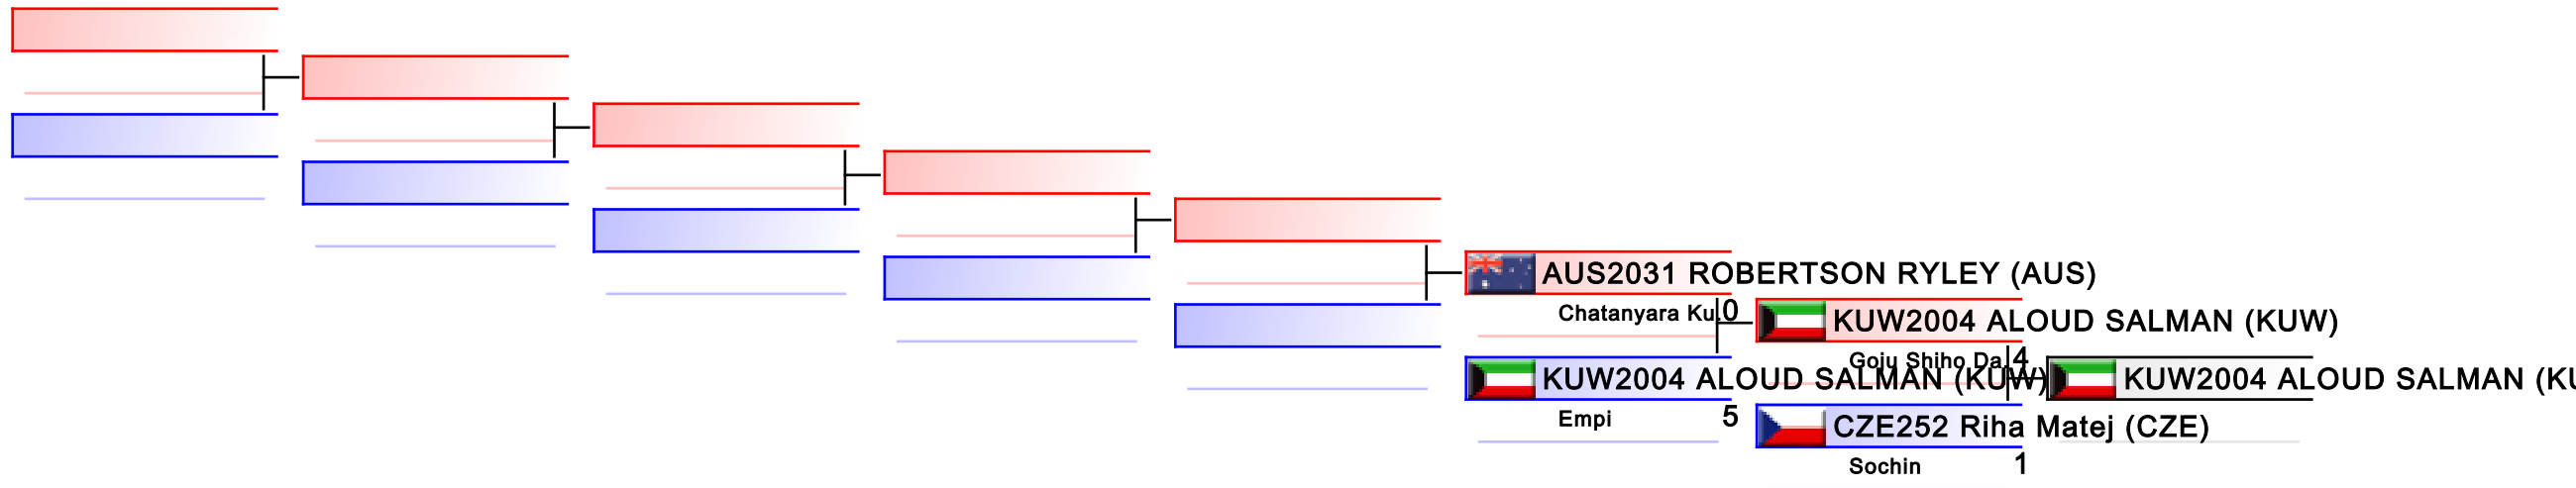 AUS2031 ROBERTSON RYLEY (AUS)
Chatanyara Ku. 0
KUW2004 ALOUD SALMAN (KUW)
Empi 5
KUW2004 ALOUD SALMAN (KUW)
Goju Shiho Da 4
CZE252 Riha Matej (CZE)
Sochin 1
KUW2004 ALOUD SALMAN (KU